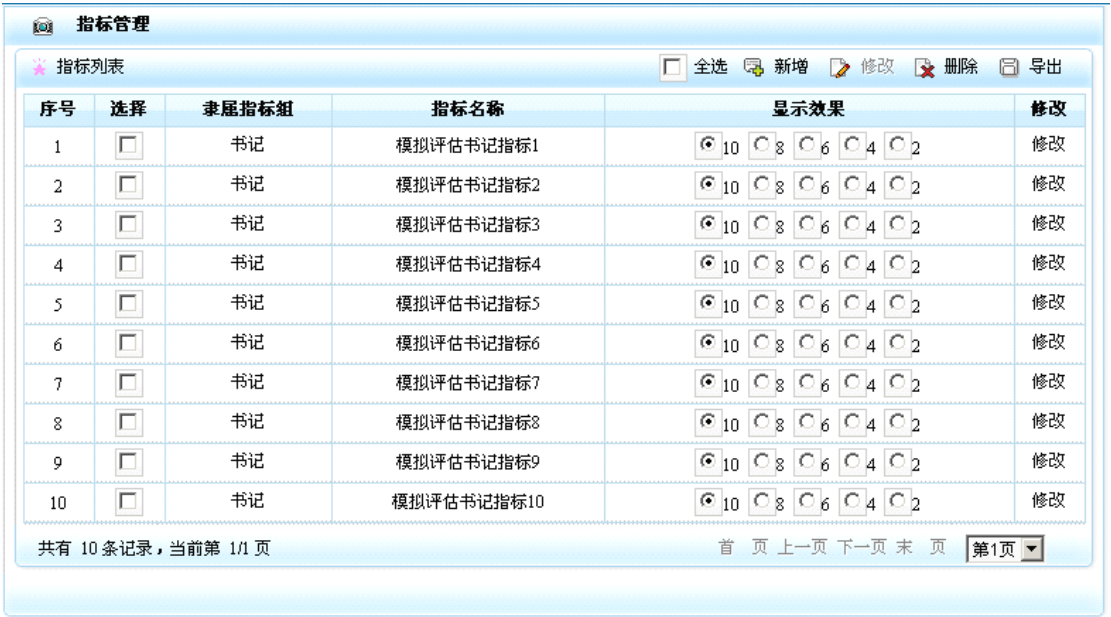 指标管理
指标列表 全选 新增 修改 删除 导出
序号 选择 隶属指标组 指标名称 显示效果 修改
1 书记 模拟评估书记指标1 10 8 6 4 2 修改
2 书记 模拟评估书记指标2 10 8 6 4 2 修改
3 书记 模拟评估书记指标3 10 8 6 4 2 修改
4 书记 模拟评估书记指标4 10 8 6 4 2 修改
5 书记 模拟评估书记指标5 10 8 6 4 2 修改
6 书记 模拟评估书记指标6 10 8 6 4 2 修改
7 书记 模拟评估书记指标7 10 8 6 4 2 修改
8 书记 模拟评估书记指标8 10 8 6 4 2 修改
9 书记 模拟评估书记指标9 10 8 6 4 2 修改
10 书记 模拟评估书记指标10 10 8 6 4 2 修改
共有 10 条记录，当前第 1/1 页 首 页 上一页 下一页 末 页 第1页